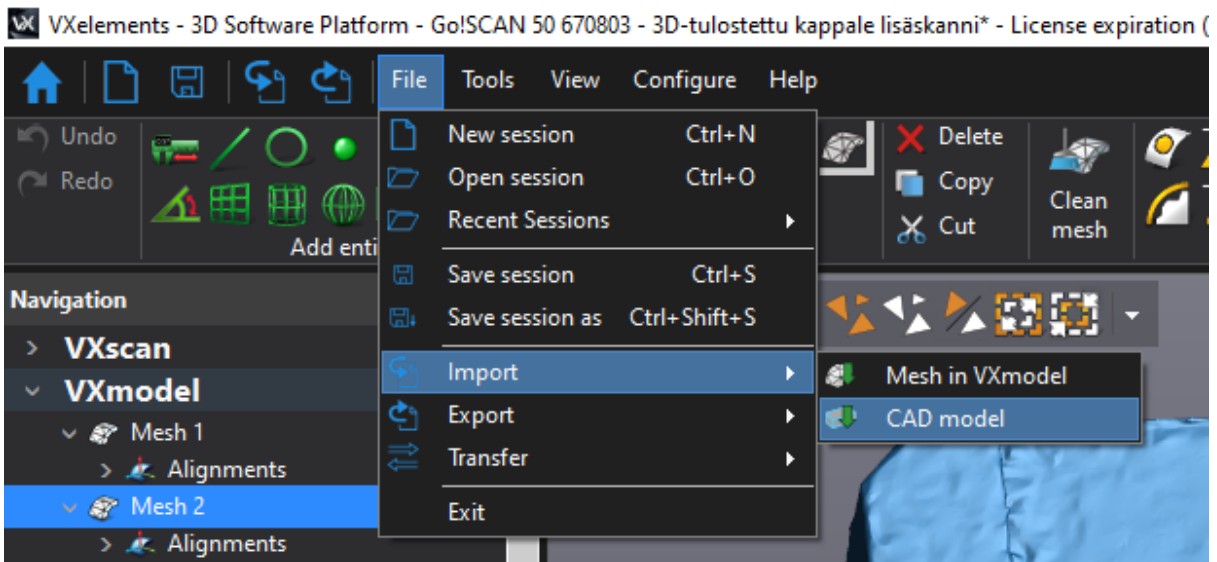 VXelements - 3D Software Platform - Go!SCAN 50 670803 - 3D-tulostettu kappale lisäskanni* - License expiration (
File Tools View Configure Help
Undo
Redo
Add enti
New session Ctrl+N
Open session Ctrl+O
Recent Sessions
Save session Ctrl+S
Save session as Ctrl+Shift+S
Import
Export
Transfer
Exit
Mesh in VXmodel
CAD model
Delete
Copy
Cut
Clean
mesh
Navigation
VXscan
VXmodel
Mesh 1
Alignments
Mesh 2
Alignments